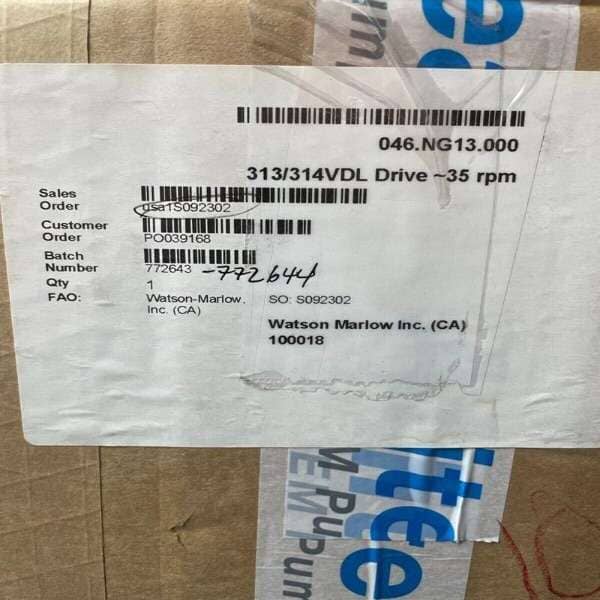 e
Pum
046.NG13.000
313/314VDL Drive ~35 rpm
Sales Order usa1S092302
Customer Order PO039168
Batch Number 772643 -772644
Qty 1
FAO: Watson-Marlow, Inc. (CA) SO: S092302
Watson Marlow Inc. (CA)
100018